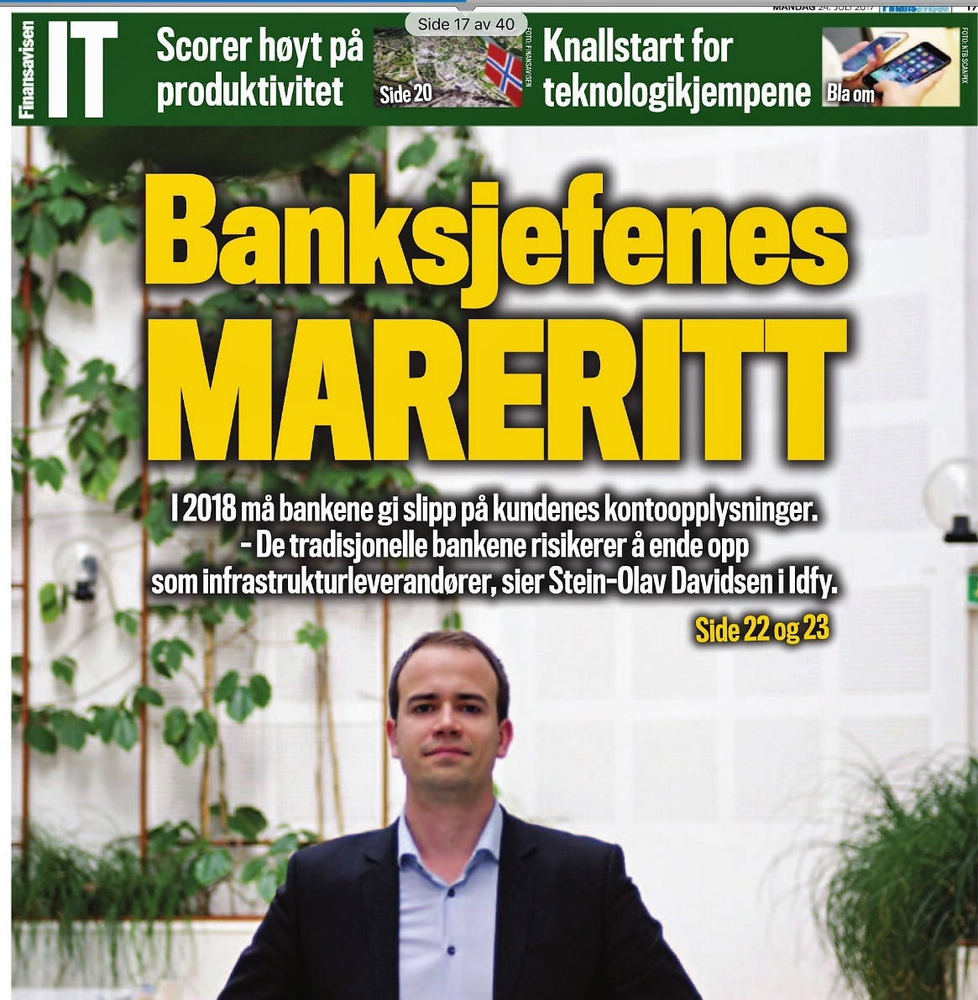 MANDAG 24. JULI 2017
Finansavisen
17
Side 17 av 40
Finansavisen
IT
Scorer høyt på
produktivitet
Side 20
FOTO: FINANSAVISEN
Knallstart for
teknologikjempene
Bla om
FOTO: NTB SCANPIX
Banksjefenes
MARERITT
I 2018 må bankene gi slipp på kundenes kontoopplysninger.
- De tradisjonelle bankene risikerer å ende opp
som infrastrukturleverandører, sier Stein-Olav Davidsen i Idfy.
Side 22 og 23